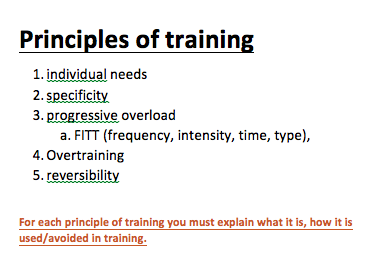 Principles of training
1. individual needs
2. specificity
3. progressive overload
a. FITT (frequency, intensity, time, type),
4. Overtraining
5. reversibility
For each principle of training you must explain what it is, how it is
used/avoided in training.